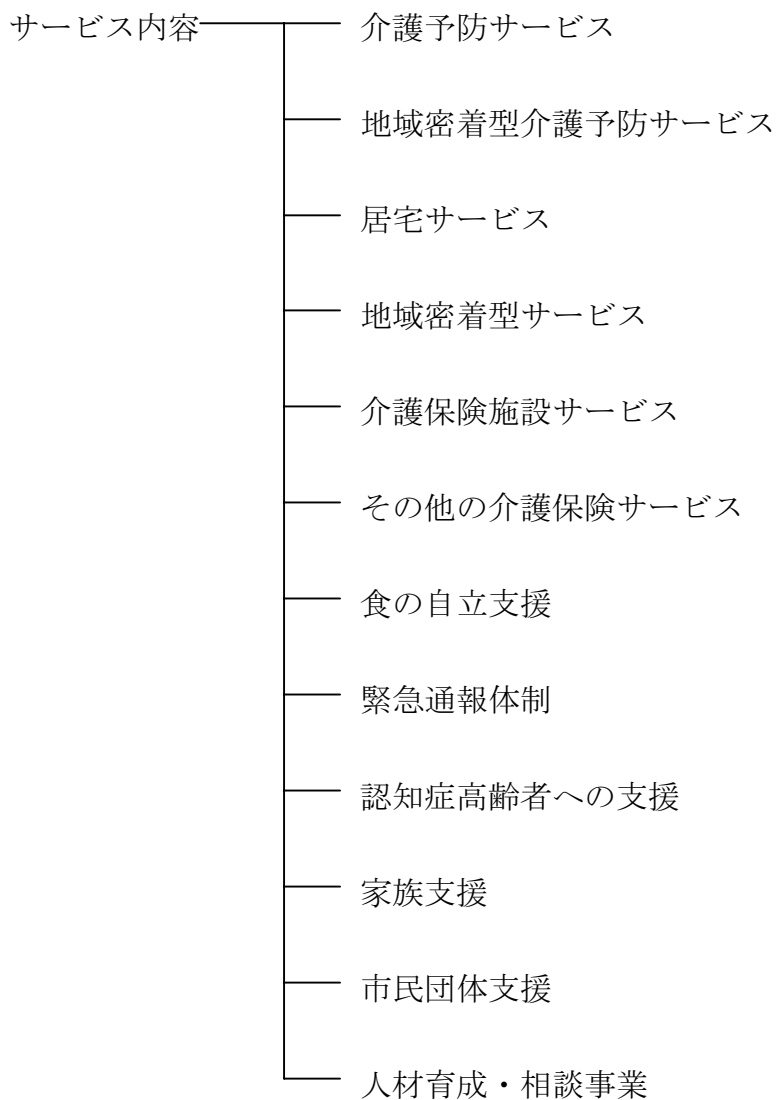 サービス内容 介護予防サービス
地域密着型介護予防サービス
居宅サービス
地域密着型サービス
介護保険施設サービス
その他の介護保険サービス
食の自立支援
緊急通報体制
認知症高齢者への支援
家族支援
市民団体支援
人材育成・相談事業